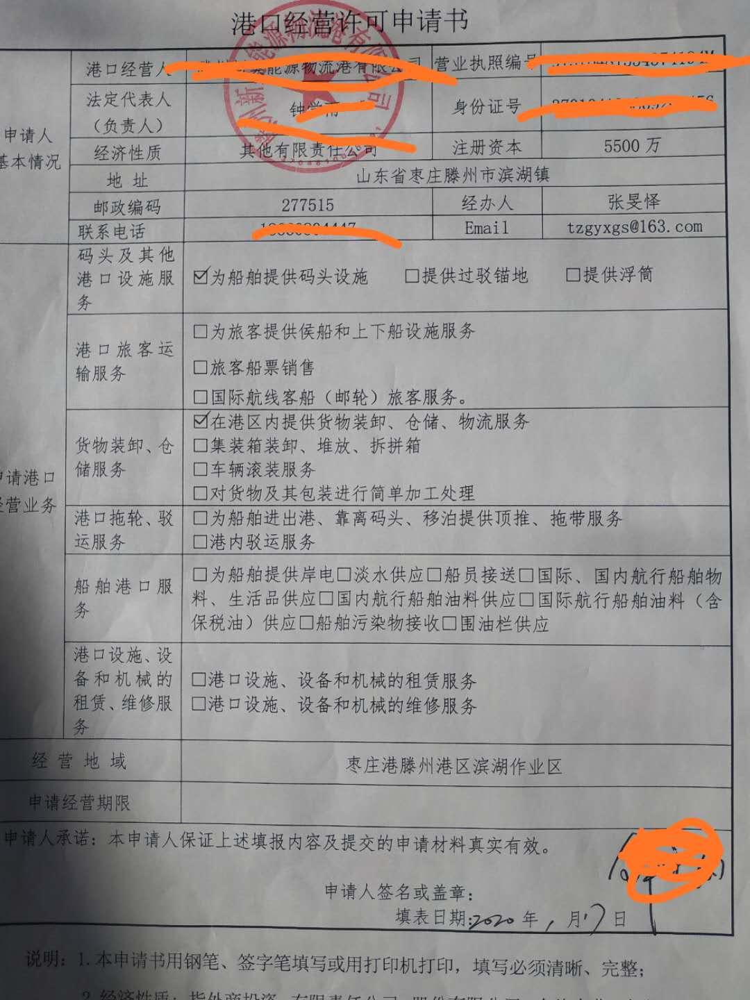 港口经营许可申请书
港口经营人 能源物流港有限公司 营业执照编号
法定代表人
（负责人） 身份证号
申请人
基本情况
经济性质 其他有限责任公司 注册资本 5500 万
地 址 山东省枣庄滕州市滨湖镇
邮政编码 277515 经办人 张旻怿
联系电话 Email tzgyxgs@163.com
码头及其他
港口设施服
务
☑为船舶提供码头设施 □提供过驳锚地 □提供浮筒
港口旅客运
输服务
□为旅客提供侯船和上下船设施服务
□旅客船票销售
□国际航线客船（邮轮）旅客服务。
申请港口
经营业务
货物装卸、仓
储服务
☑在港区内提供货物装卸、仓储、物流服务
□集装箱装卸、堆放、拆拼箱
□车辆滚装服务
□对货物及其包装进行简单加工处理
港口拖轮、驳
运服务
□为船舶进出港、靠离码头、移泊提供顶推、拖带服务
□港内驳运服务
船舶港口服
务
□为船舶提供岸电□淡水供应□船员接送□国际、国内航行船舶物
料、生活品供应□国内航行船舶油料供应□国际航行船舶油料（含
保税油）供应□船舶污染物接收□围油栏供应
港口设施、设
备和机械的
租赁、维修服
务
□港口设施、设备和机械的租赁服务
□港口设施、设备和机械的维修服务
经 营 地 域 枣庄港滕州港区滨湖作业区
申请经营期限
申请人承诺：本申请人保证上述填报内容及提交的申请材料真实有效。
申请人签名或盖章：
填表日期:2020 年 1 月 17 日
说明：1.本申请书用钢笔、签字笔填写或用打印机打印，填写必须清晰、完整；